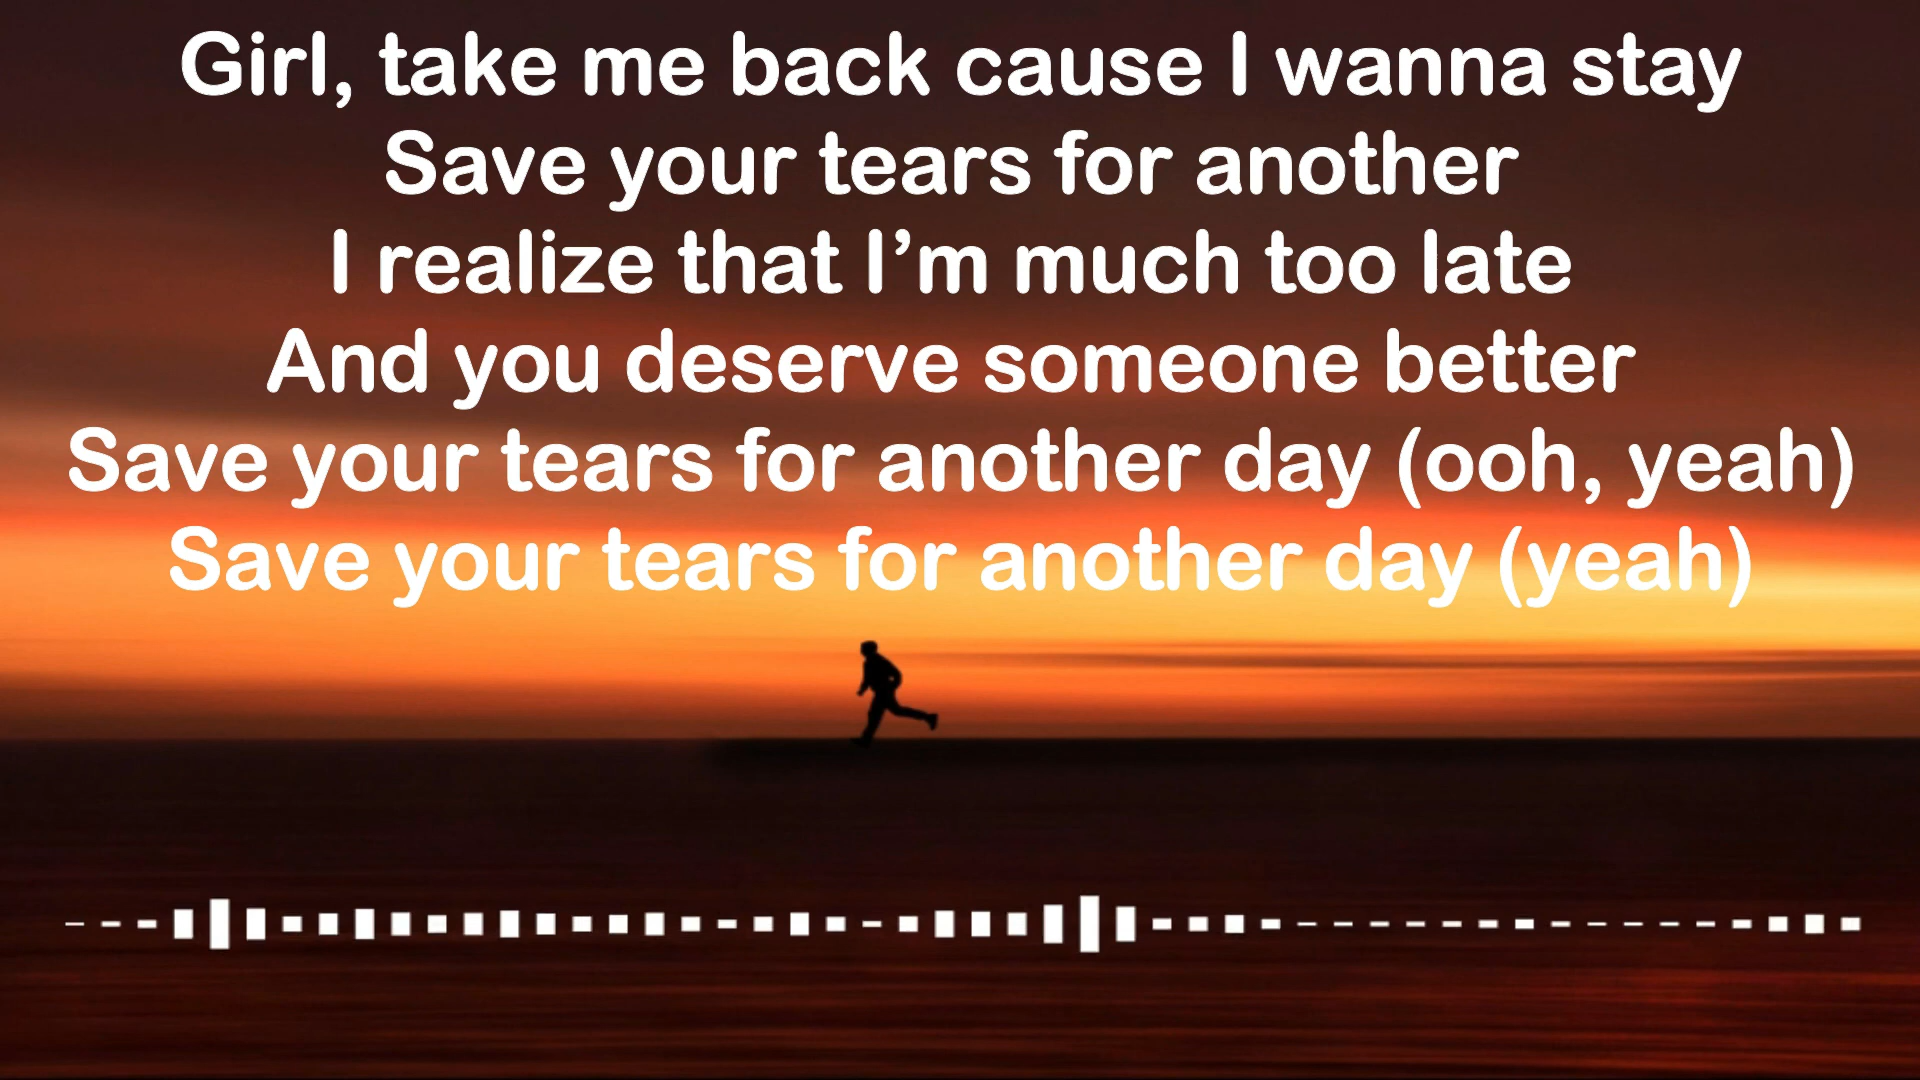 Girl, take me back cause I wanna stay
Save your tears for another
I realize that I’m much too late
And you deserve someone better
Save your tears for another day (ooh, yeah)
Save your tears for another day (yeah)